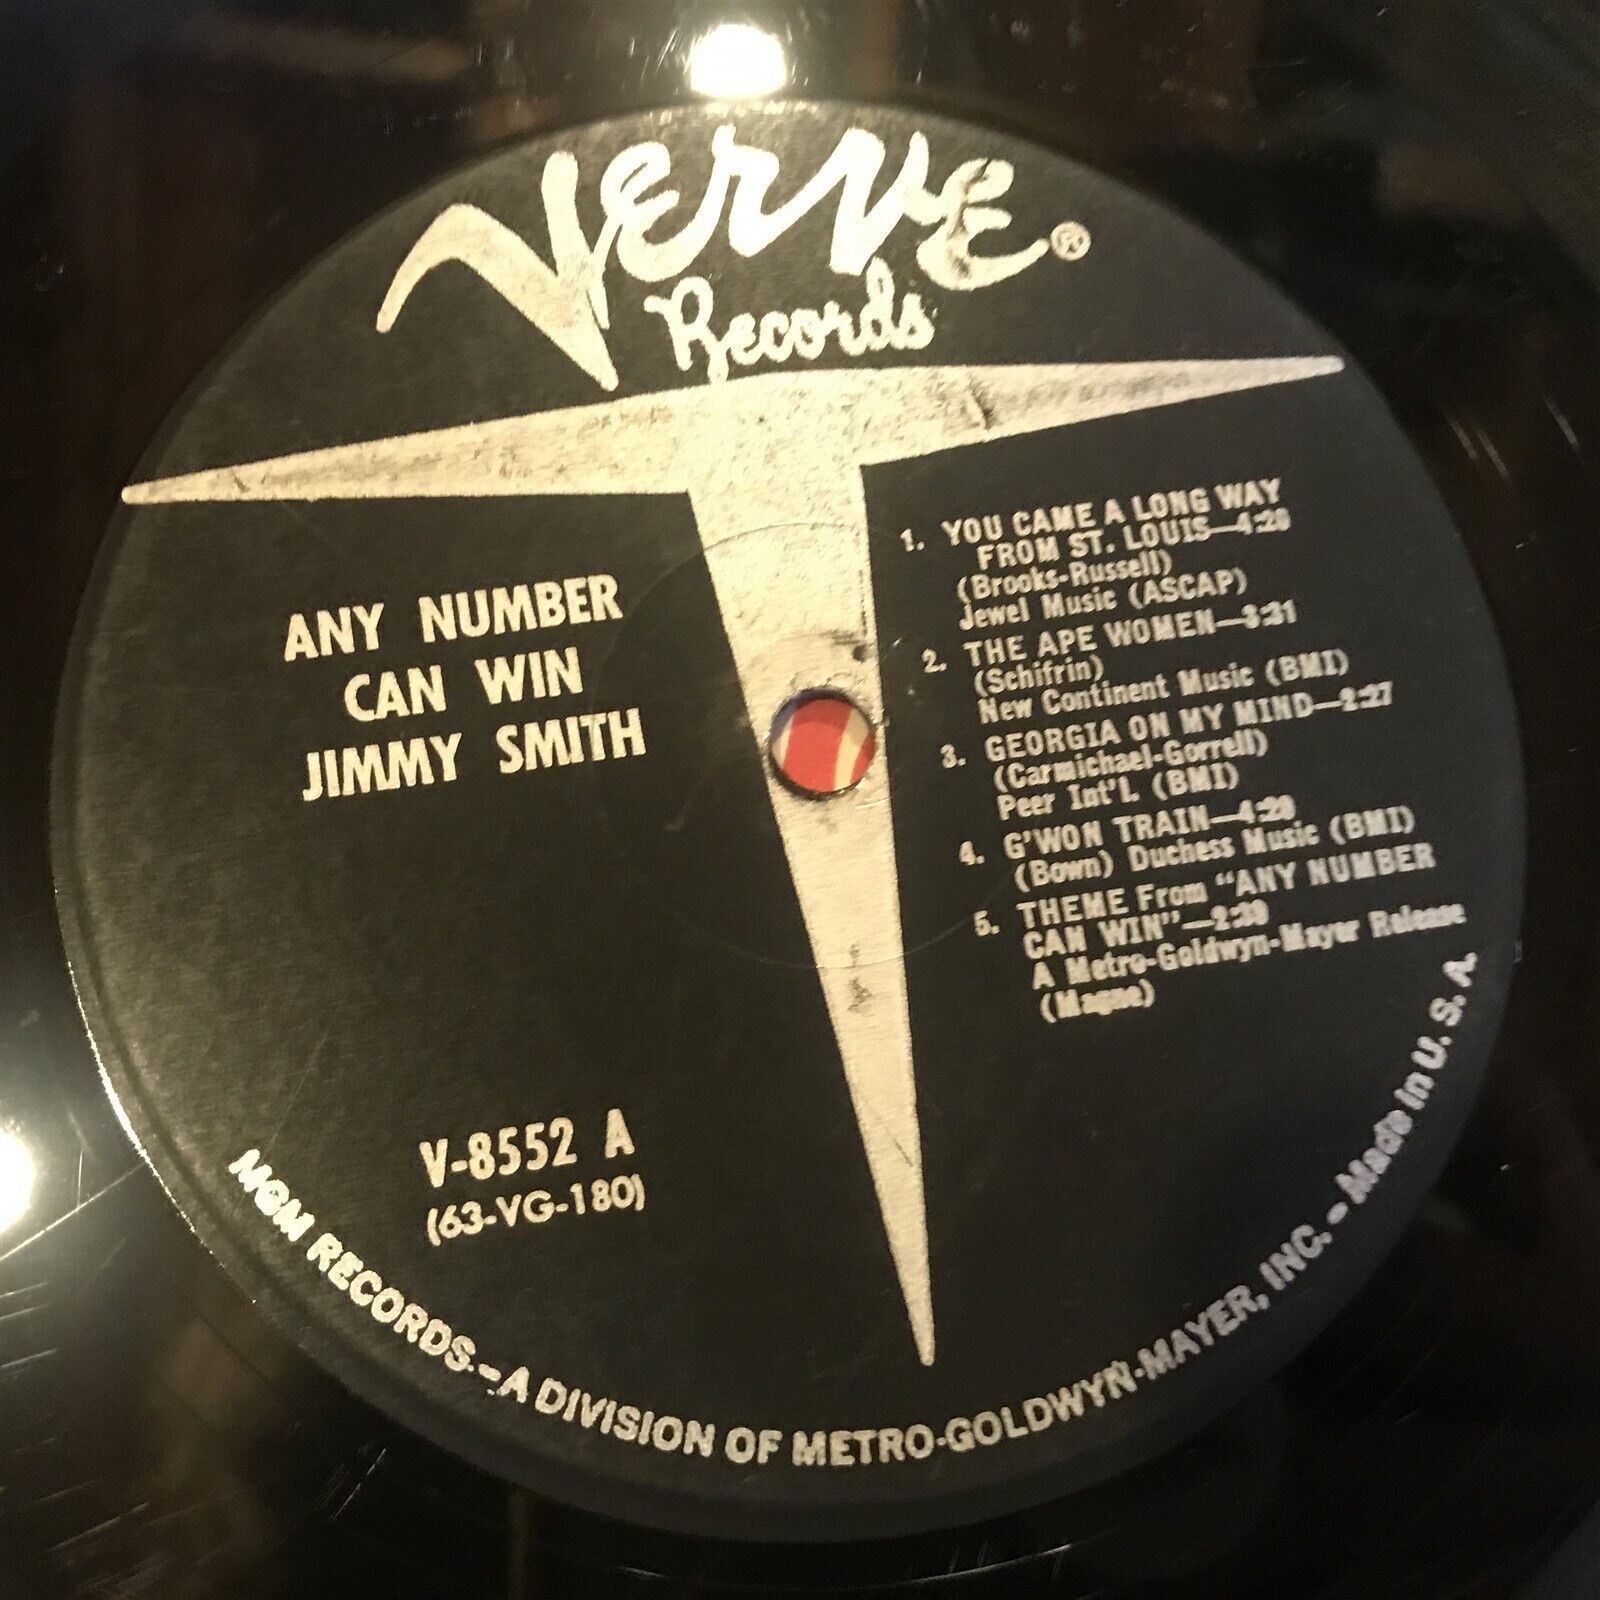 Verve®
Records
ANY NUMBER
CAN WIN
JIMMY SMITH
1. YOU CAME A LONG WAY
FROM ST. LOUIS—4:20
(Brooks-Russell)
Jewel Music (ASCAP)
2. THE APE WOMEN—3:31
(Schifrin)
New Continent Music (BMI)
3. GEORGIA ON MY MIND—2:27
(Carmichael-Gorrell)
Peer Int'l. (BMI)
4. G'WON TRAIN—4:20
(Bown) Duchess Music (BMI)
5. THEME From "ANY NUMBER
CAN WIN"—2:30
A Metro-Goldwyn-Mayer Release
(Magne)
V-8552 A
(63-VG-180)
MGM RECORDS—A DIVISION OF METRO-GOLDWYN-MAYER, INC.—Made in U. S. A.